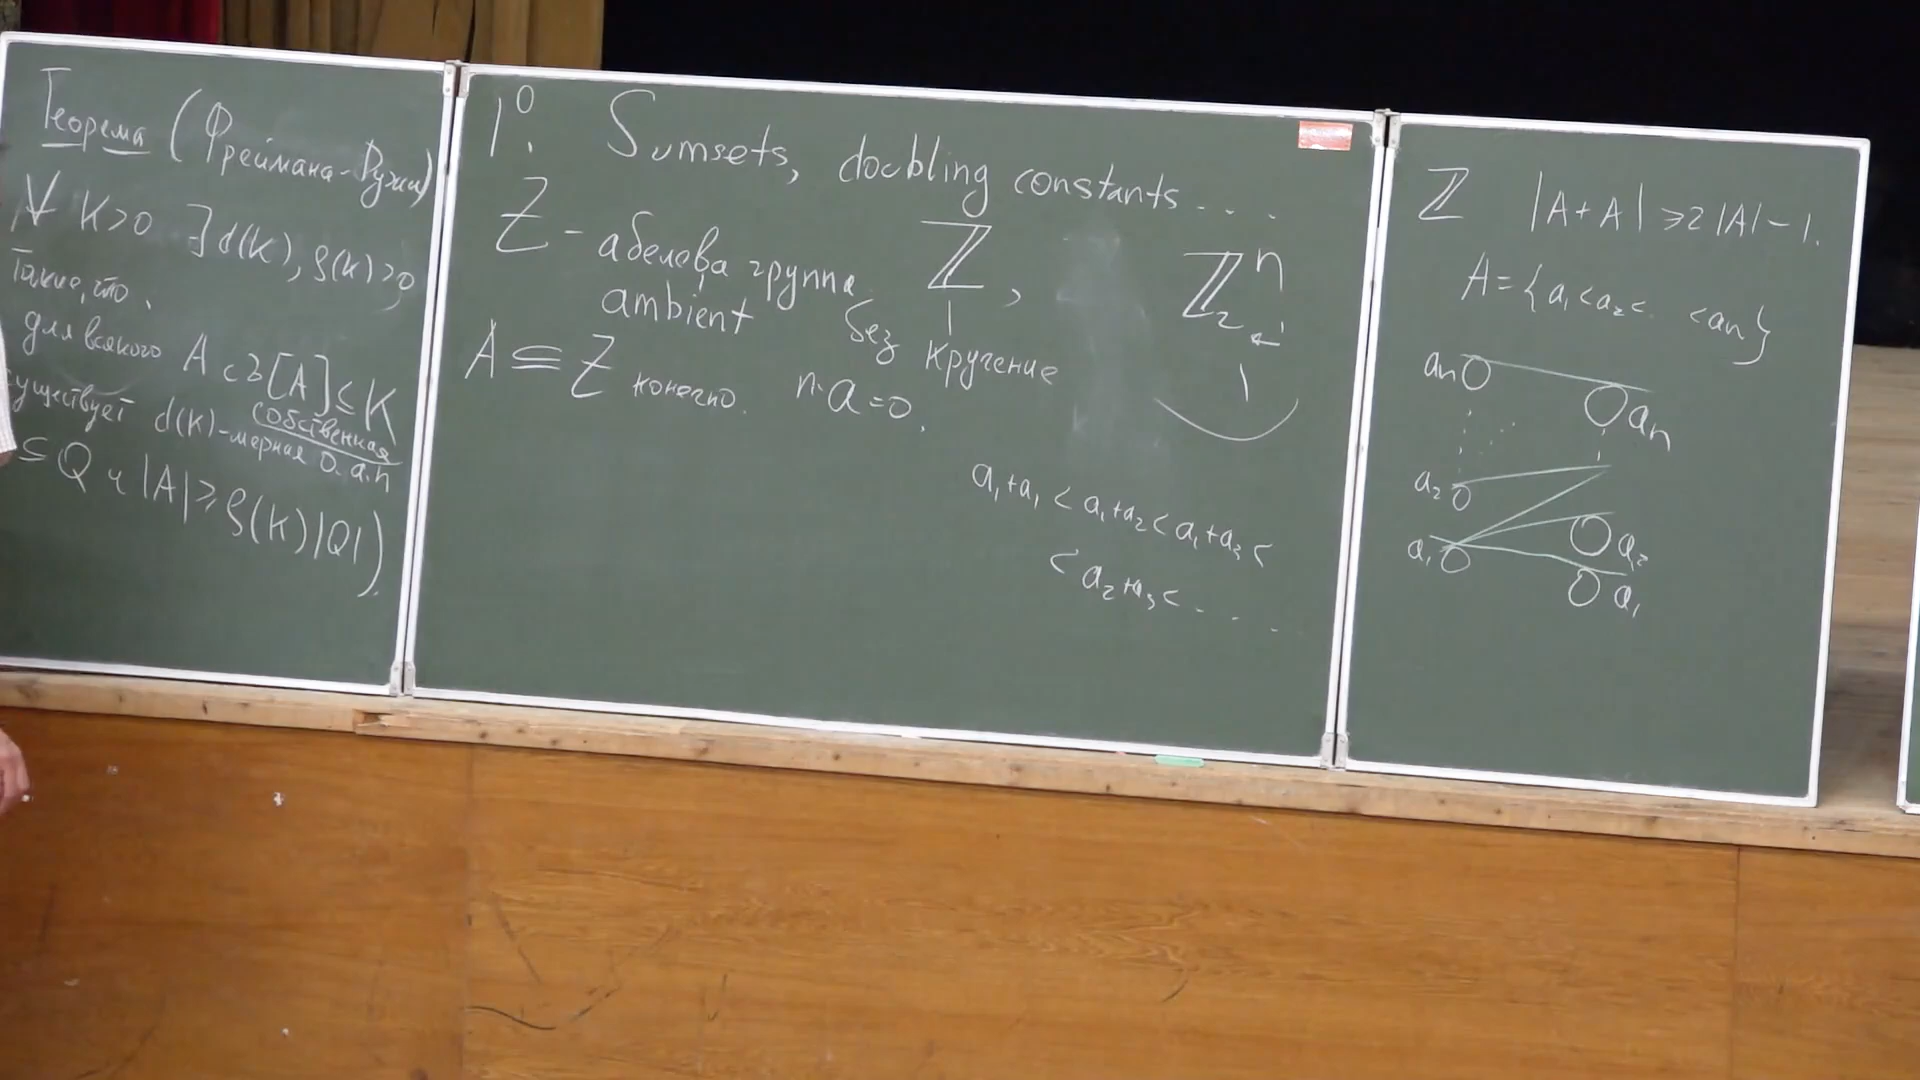 Теорема (Фреймана-Ружи)
∀ K>0 ∃ d(K), ρ(K)>0,
такие, что,
для всякого A с δ[A]≤K
существует d(K)-мерная собственная о.а.п
⊆ Q и |A|≥ρ(K)|Q|).
1⁰. Sumsets, doubling constants....
Z - абелева группа ℤ, ℤ₂ⁿ
ambient без кручение
A ⊆ Z конечно. n·a=0,
a₁+a₁ < a₁+a₂ < a₁+a₃ <
< a₂+a₃ < . . .
ℤ |A+A| ≥ 2|A|-1.
A={a₁<a₂<.. <aₙ}
aₙ aₙ
a₂
a₁ a₂
a₁